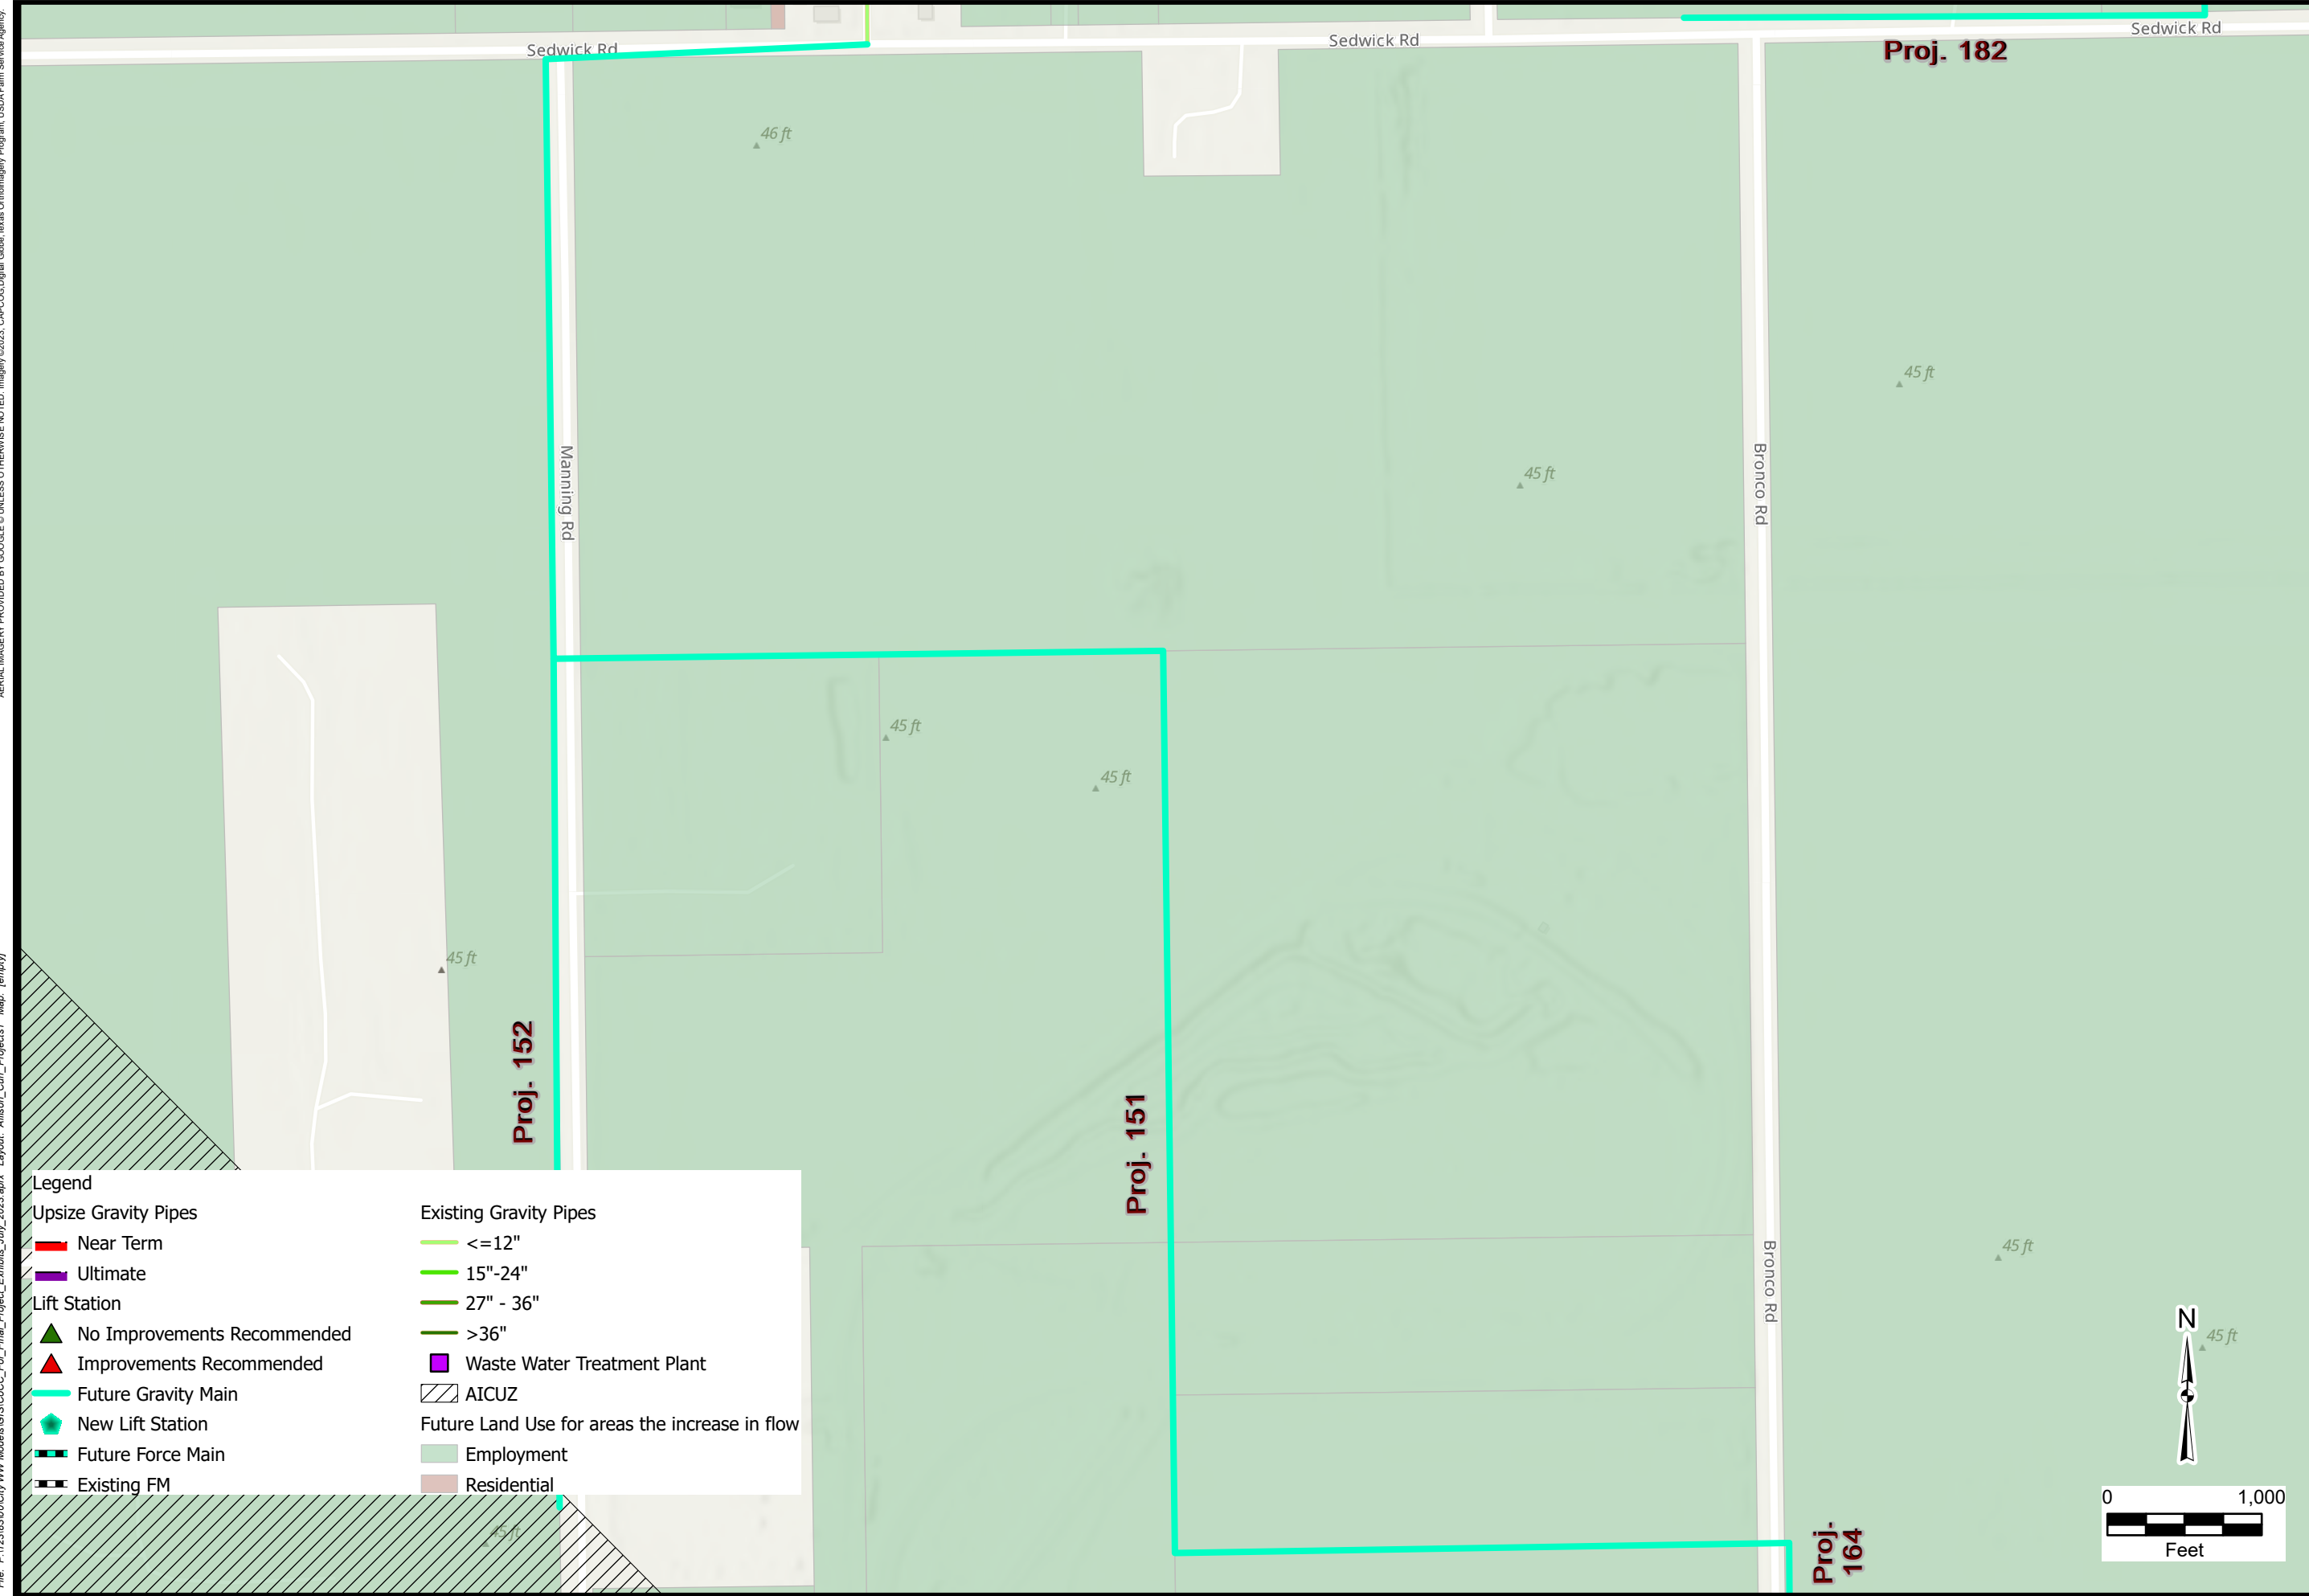 Sedwick Rd
Sedwick Rd
Sedwick Rd
Proj. 182
46 ft
45 ft
45 ft
Manning Rd
Bronco Rd
45 ft
45 ft
45 ft
Proj. 152
Proj. 151
Bronco Rd
45 ft
45 ft
45 ft
Proj.
164
Legend
Upsize Gravity Pipes
Near Term
Ultimate
Lift Station
No Improvements Recommended
Improvements Recommended
Future Gravity Main
New Lift Station
Future Force Main
Existing FM
Existing Gravity Pipes
<=12"
15"-24"
27" - 36"
>36"
Waste Water Treatment Plant
AICUZ
Future Land Use for areas the increase in flow
Employment
Residential
N
0 1,000
Feet